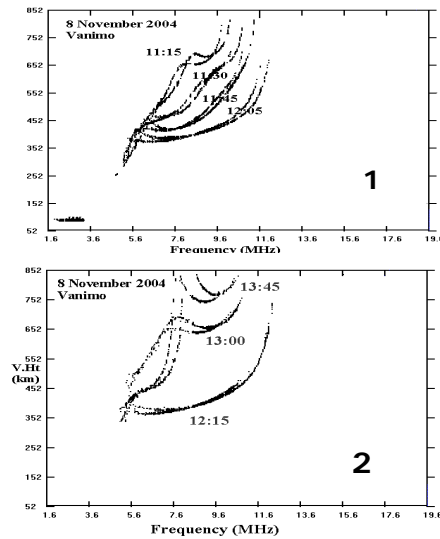 8 November 2004
Vanimo
852
752
652
552
452
352
252
152
52
11:15
11:30
11:45
12:05
1
1.6 3.6 5.6 7.6 9.6 11.6 13.6 15.6 17.6 19.6
Frequency (MHz)
8 November 2004
Vanimo
852
752
652
V.Ht
(km)
552
452
352
252
152
52
13:45
13:00
12:15
2
1.6 3.6 5.6 7.6 9.6 11.6 13.6 15.6 17.6 19.6
Frequency (MHz)